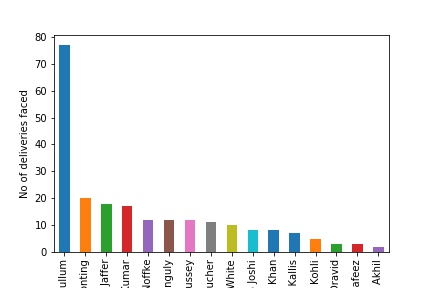 No of deliveries faced
80
70
60
50
40
30
20
10
0
ullum
nting
Jaffer
umar
Noffke
nguly
ussey
ucher
White
Joshi
Khan
Kallis
Kohli
Dravid
afeez
Akhil